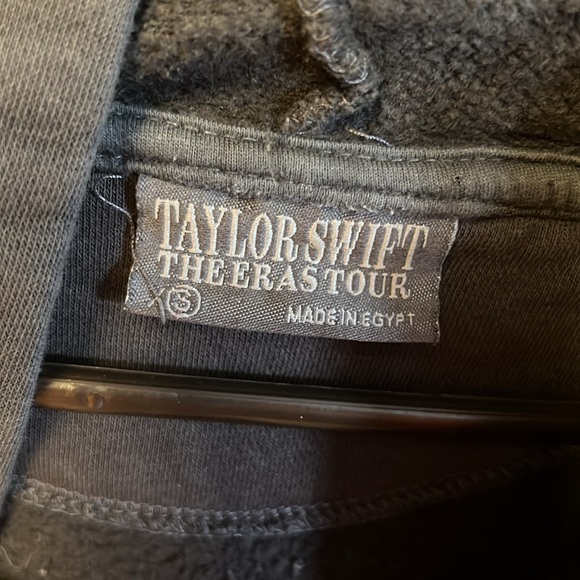 TAYLOR SWIFT
THE ERAS TOUR
XS
MADE IN EGYPT